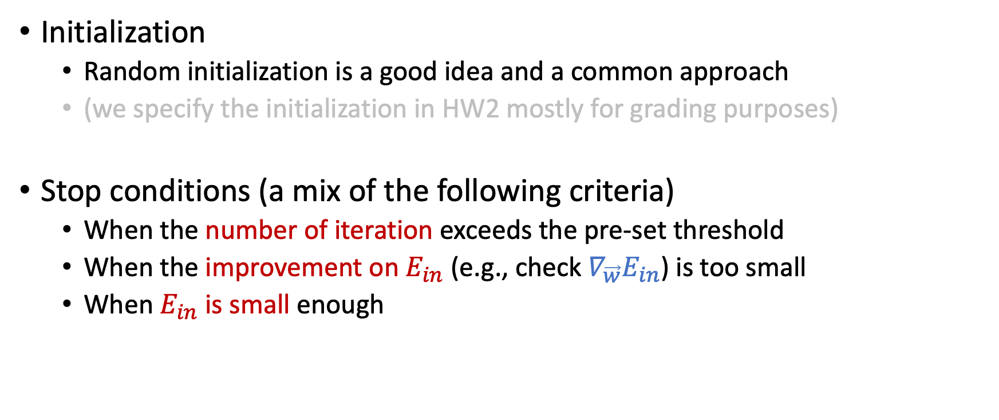 • Initialization
• Random initialization is a good idea and a common approach
• (we specify the initialization in HW2 mostly for grading purposes)
• Stop conditions (a mix of the following criteria)
• When the number of iteration exceeds the pre-set threshold
• When the improvement on $E_{in}$ (e.g., check $\nabla_{\overrightarrow{w}} E_{in}$) is too small
• When $E_{in}$ is small enough